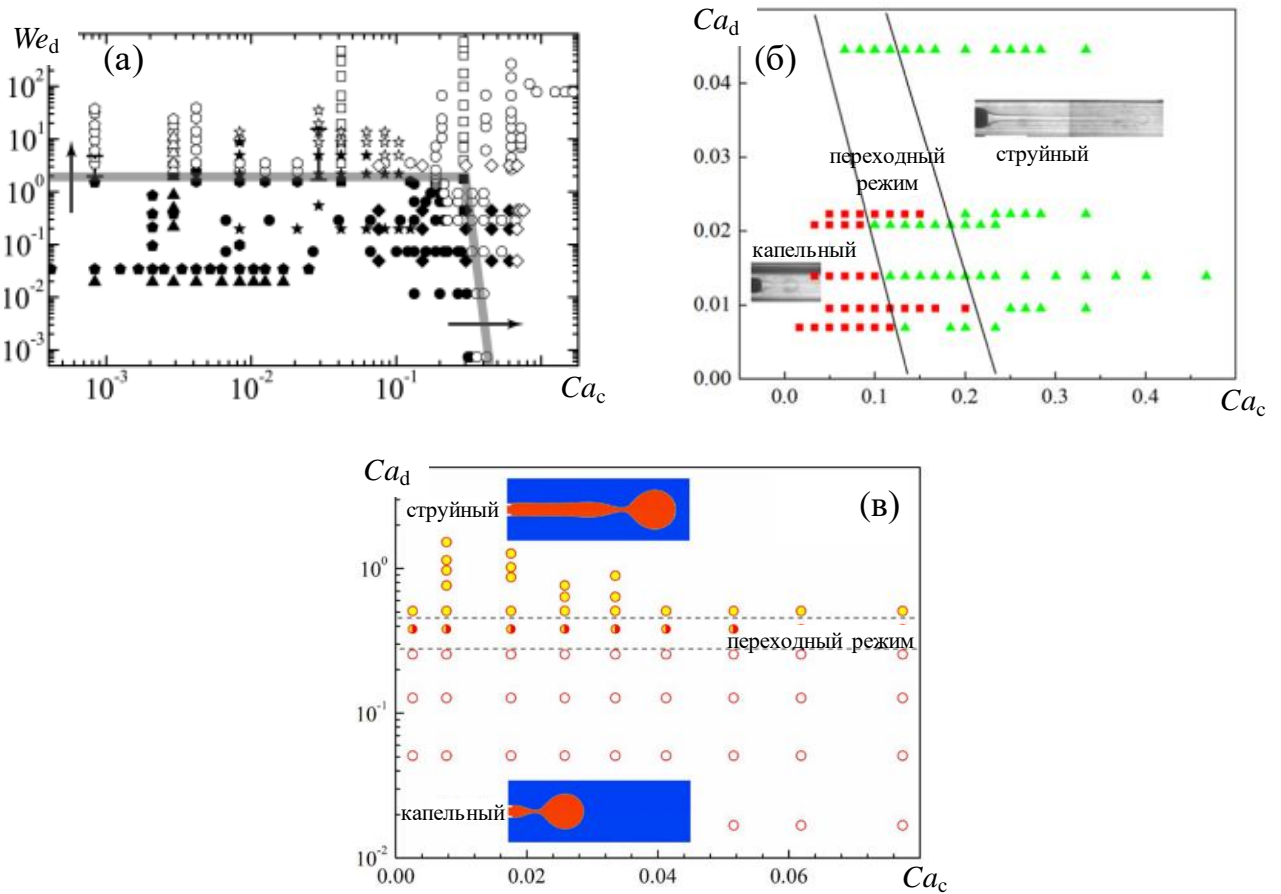 We_d
(а)
10^2
10^1
10^0
10^-1
10^-2
10^-3
10^-3
10^-2
10^-1
Ca_c
Ca_d
(б)
0.04
0.03
0.02
0.01
0.00
переходный
режим
струйный
капельный
0.0
0.1
0.2
0.3
0.4
Ca_c
Ca_d
(в)
струйный
10^0
переходный режим
10^-1
капельный
10^-2
0.00
0.02
0.04
0.06
Ca_c